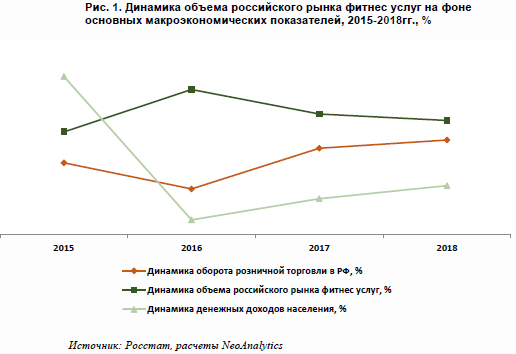 Рис. 1. Динамика объема российского рынка фитнес услуг на фоне
основных макроэкономических показателей, 2015-2018гг., %
2015 2016 2017 2018
Динамика оборота розничной торговли в РФ, %
Динамика объема российского рынка фитнес услуг, %
Динамика денежных доходов населения, %
Источник: Росстат, расчеты NeoAnalytics